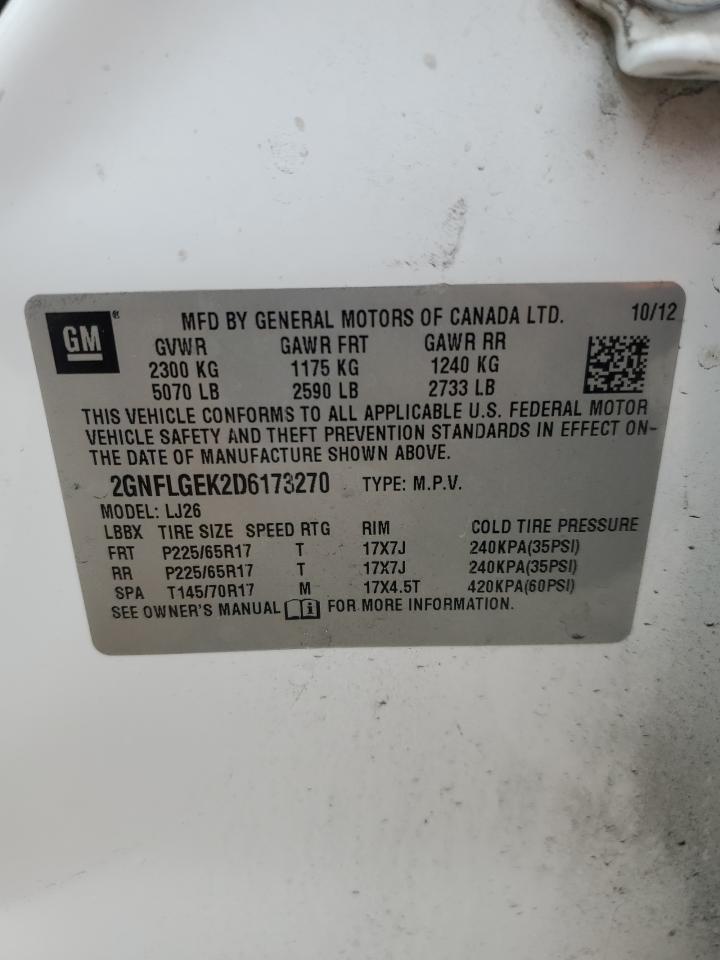 GM® MFD BY GENERAL MOTORS OF CANADA LTD. 10/12
GVWR GAWR FRT GAWR RR
2300 KG 1175 KG 1240 KG
5070 LB 2590 LB 2733 LB
THIS VEHICLE CONFORMS TO ALL APPLICABLE U.S. FEDERAL MOTOR
VEHICLE SAFETY AND THEFT PREVENTION STANDARDS IN EFFECT ON
THE DATE OF MANUFACTURE SHOWN ABOVE.
2GNFLGEK2D6173270 TYPE: M.P.V.
MODEL: LJ26
LBBX TIRE SIZE SPEED RTG RIM COLD TIRE PRESSURE
FRT P225/65R17 T 17X7J 240KPA(35PSI)
RR P225/65R17 T 17X7J 240KPA(35PSI)
SPA T145/70R17 M 17X4.5T 420KPA(60PSI)
SEE OWNER'S MANUAL i FOR MORE INFORMATION.